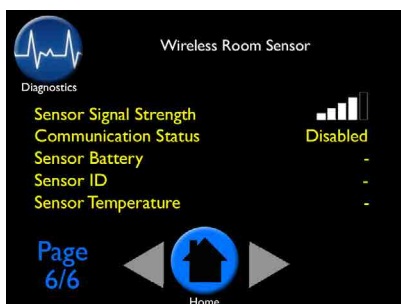 Wireless Room Sensor
Diagnostics
Sensor Signal Strength
Communication Status Disabled
Sensor Battery -
Sensor ID -
Sensor Temperature -
Page
6/6
Home